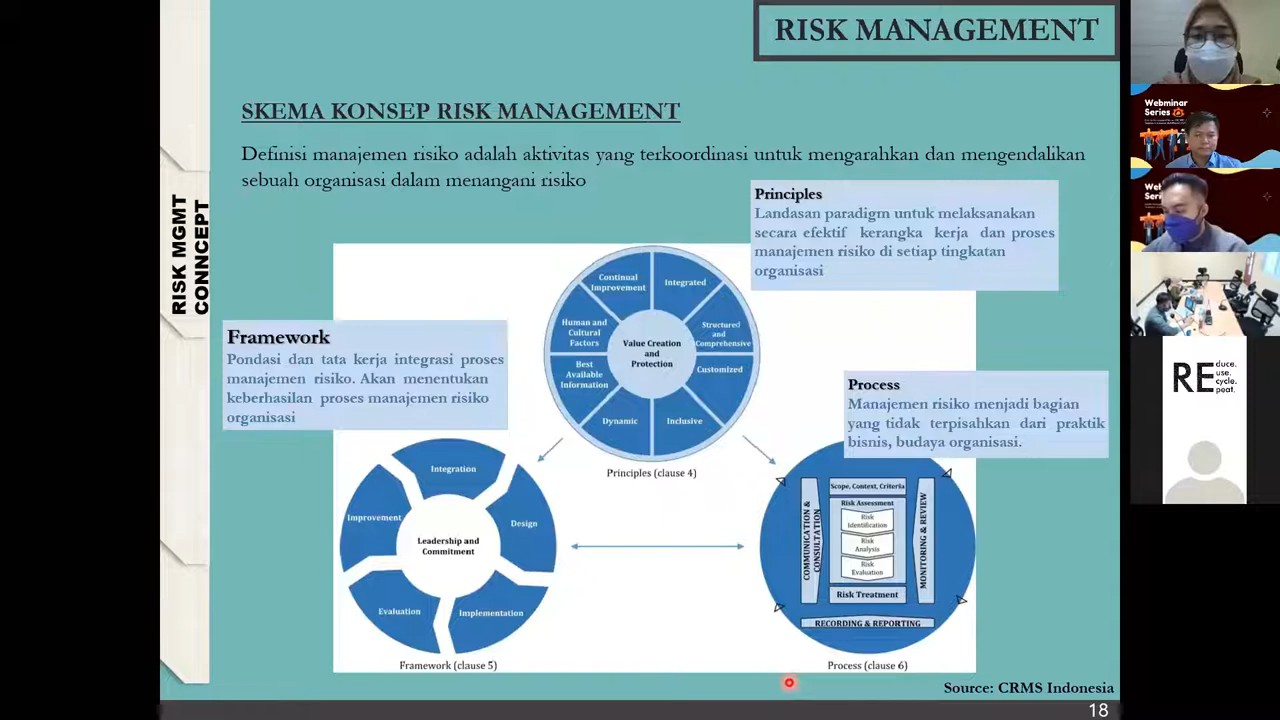 RISK MANAGEMENT
SKEMA KONSEP RISK MANAGEMENT
Definisi manajemen risiko adalah aktivitas yang terkoordinasi untuk mengarahkan dan mengendalikan
sebuah organisasi dalam menangani risiko
RISK MGMT
CONNCEPT
Principles
Landasan paradigm untuk melaksanakan
secara efektif kerangka kerja dan proses
manajemen risiko di setiap tingkatan
organisasi
Framework
Pondasi dan tata kerja integrasi proses
manajemen risiko. Akan menentukan
keberhasilan proses manajemen risiko
organisasi
Process
Manajemen risiko menjadi bagian
yang tidak terpisahkan dari praktik
bisnis, budaya organisasi.
Continual
Improvement
Integrated
Human and
Cultural
Factors
Structured
and
Comprehensive
Value Creation
and
Protection
Best
Available
Information
Customized
Dynamic
Inclusive
Principles (clause 4)
Integration
Improvement
Design
Leadership and
Commitment
Evaluation
Implementation
Framework (clause 5)
Scope, Context, Criteria
Risk Assessment
Risk
Identification
Risk
Analysis
Risk
Evaluation
Risk Treatment
COMMUNICATION &
CONSULTATION
MONITORING & REVIEW
RECORDING & REPORTING
Process (clause 6)
Source: CRMS Indonesia
18
Webminar
Series
We
Se
REduce.
use.
cycle.
peat.